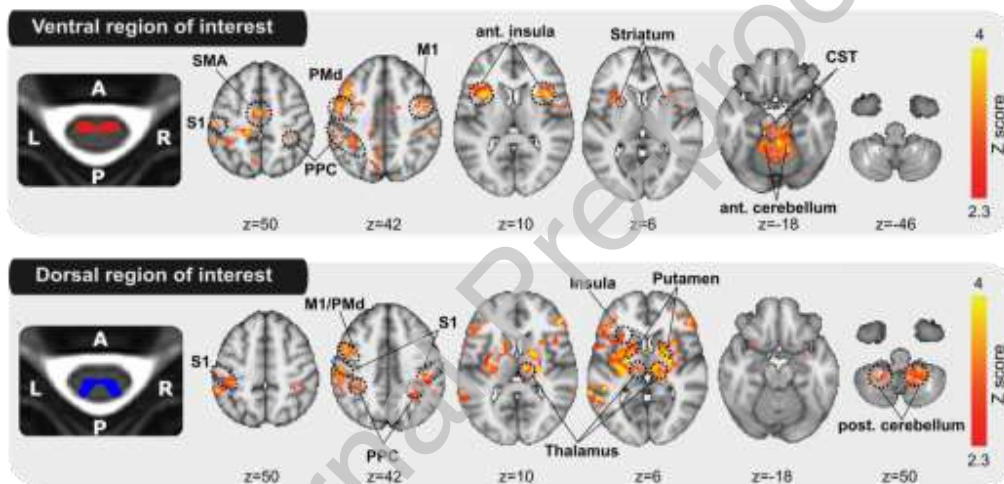 Ventral region of interest
4
ant. insula
Striatum
CST
SMA
PMd
M1
A
S1
L
R
Z score
P
PPC
ant. cerebellum
2.3
z=50
z=42
z=10
z=6
z=-18
z=-46
Dorsal region of interest
4
Insula
Putamen
M1/PMd
S1
A
S1
L
R
Z score
P
post. cerebellum
PPC
Thalamus
2.3
z=50
z=42
z=10
z=6
z=-18
z=50